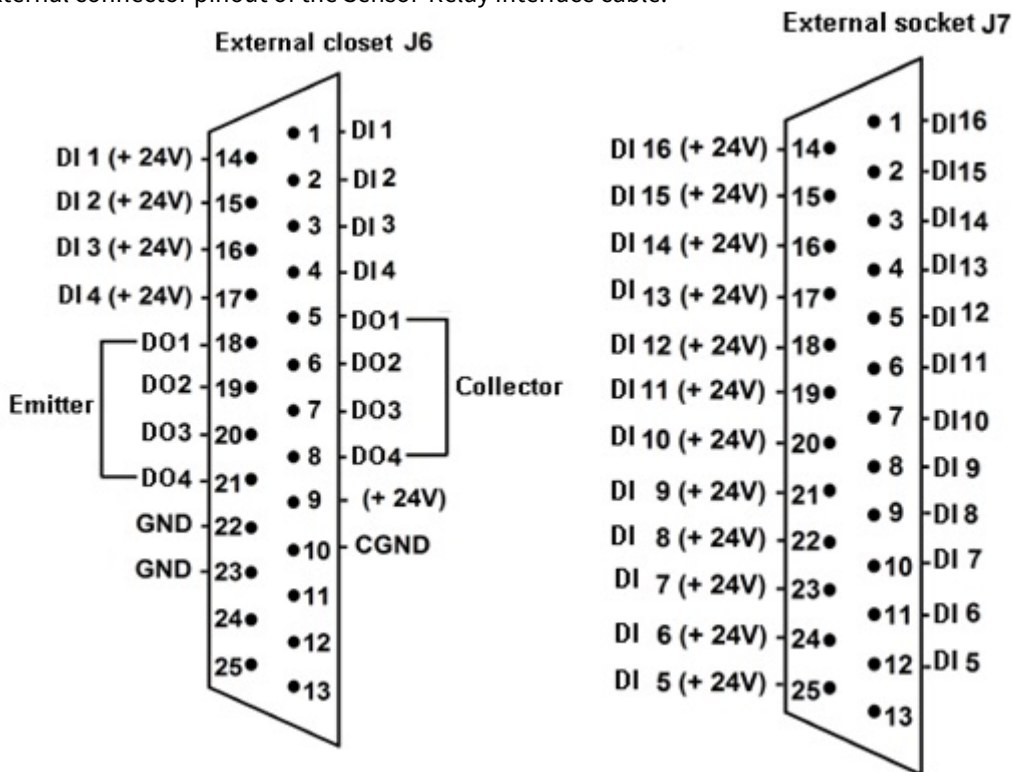 external connector pinout of the Sensor Relay interface cable.
External closet J6
DI 1 (+ 24V) 14
DI 2 (+ 24V) 15
DI 3 (+ 24V) 16
DI 4 (+ 24V) 17
DO1 18
DO2 19
DO3 20
DO4 21
GND 22
GND 23
24
25
Emitter
1 DI 1
2 DI 2
3 DI 3
4 DI 4
5 DO1
6 DO2
7 DO3
8 DO4
9 (+ 24V)
10 CGND
11
12
13
Collector
External socket J7
DI 16 (+ 24V) 14
DI 15 (+ 24V) 15
DI 14 (+ 24V) 16
DI 13 (+ 24V) 17
DI 12 (+ 24V) 18
DI 11 (+ 24V) 19
DI 10 (+ 24V) 20
DI 9 (+ 24V) 21
DI 8 (+ 24V) 22
DI 7 (+ 24V) 23
DI 6 (+ 24V) 24
DI 5 (+ 24V) 25
1 DI16
2 DI15
3 DI14
4 DI13
5 DI12
6 DI11
7 DI10
8 DI 9
9 DI 8
10 DI 7
11 DI 6
12 DI 5
13